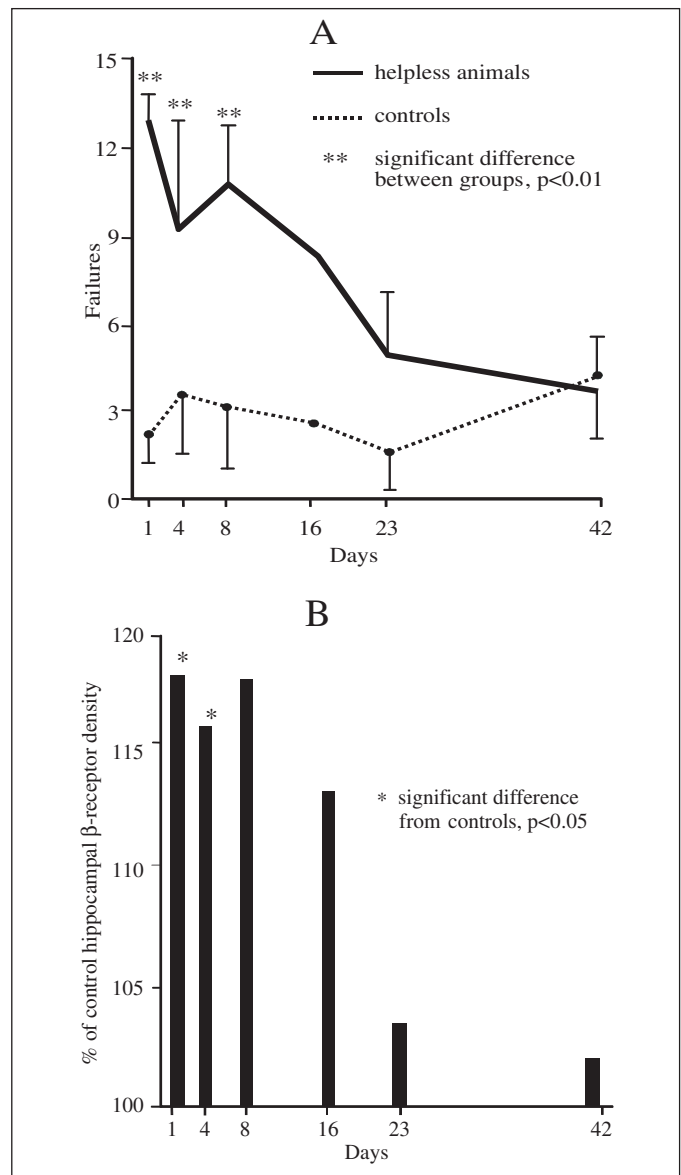 A
15
12
9
6
3
0
Failures
**
**
**
helpless animals
controls
** significant difference
between groups, p<0.01
1 4 8 16 23 42
Days
B
120
115
110
105
100
% of control hippocampal β-receptor density
*
*
* significant difference
from controls, p<0.05
1 4 8 16 23 42
Days